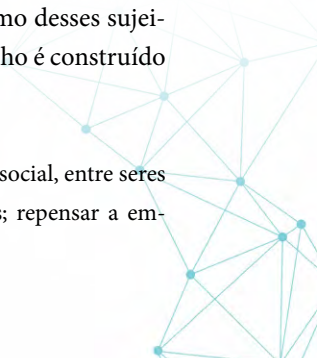 mo desses sujei-
ho é construído
social, entre seres
s; repensar a em-